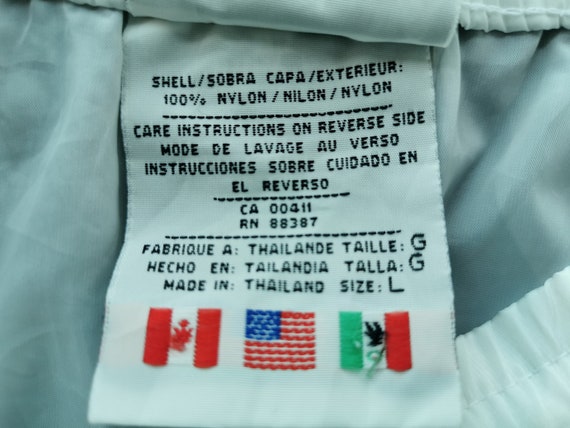 SHELL/SOBRA CAPA/EXTERIEUR:
100% NYLON/NILON/NYLON
CARE INSTRUCTIONS ON REVERSE SIDE
MODE DE LAVAGE AU VERSO
INSTRUCCIONES SOBRE CUIDADO EN
EL REVERSO
CA 00411
RN 88387
FABRIQUE A: THAILANDE TAILLE: G
HECHO EN: TAILANDIA TALLA: G
MADE IN: THAILAND SIZE: L